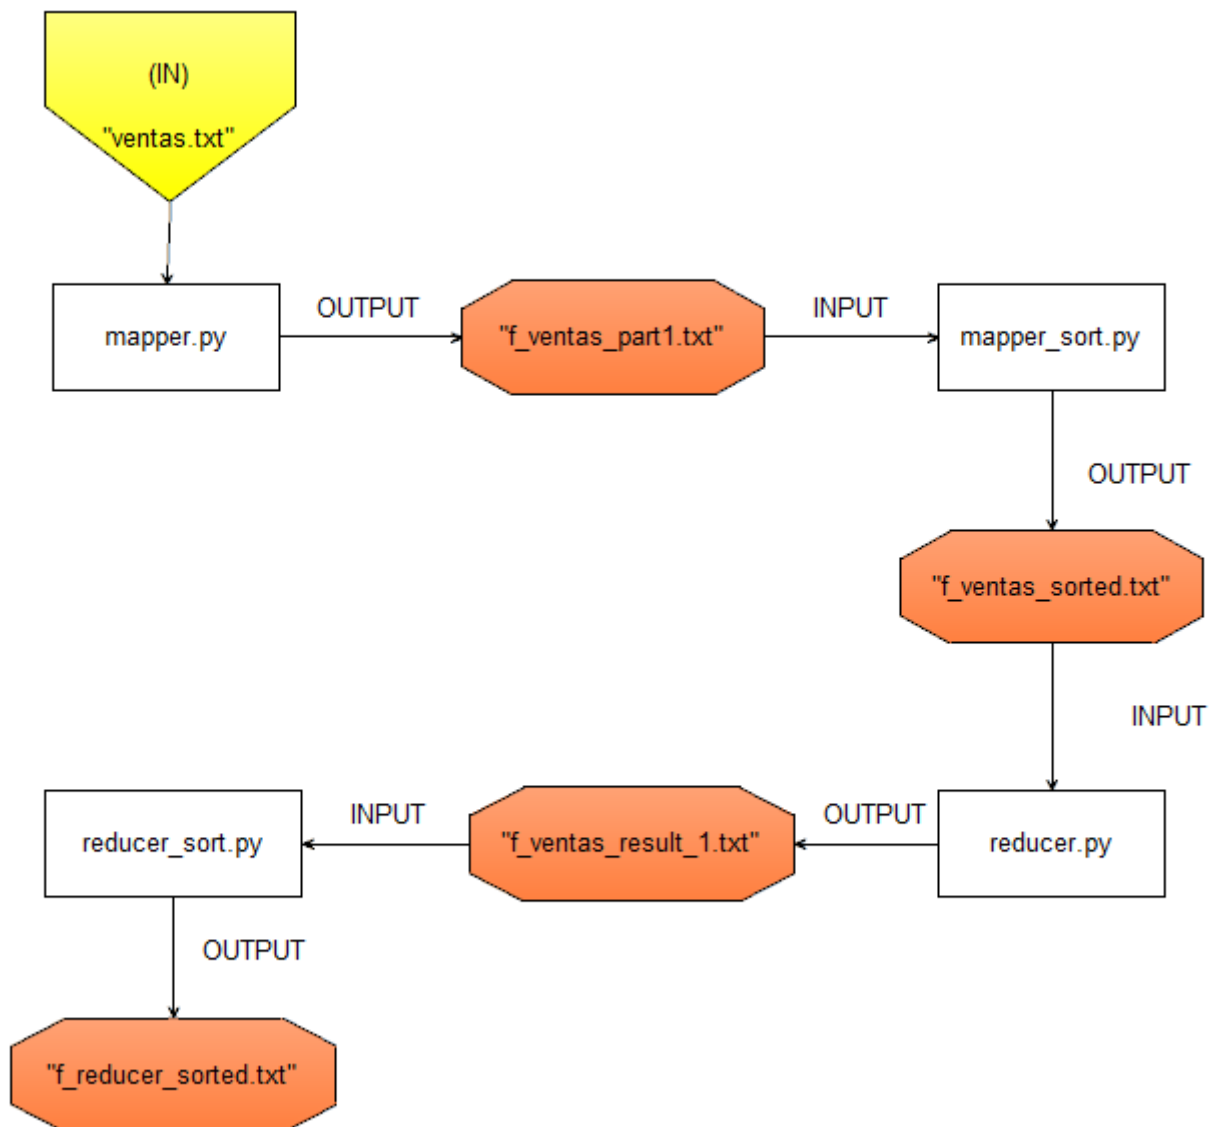 (IN)
"ventas.txt"
mapper.py
OUTPUT
"f_ventas_part1.txt"
INPUT
mapper_sort.py
OUTPUT
"f_ventas_sorted.txt"
INPUT
reducer.py
OUTPUT
"f_ventas_result_1.txt"
INPUT
reducer_sort.py
OUTPUT
"f_reducer_sorted.txt"